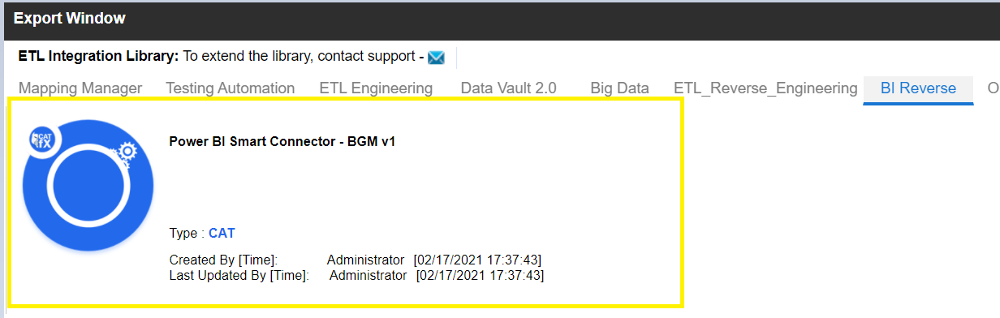 Export Window
ETL Integration Library: To extend the library, contact support -
Mapping Manager Testing Automation ETL Engineering Data Vault 2.0 Big Data ETL_Reverse_Engineering BI Reverse O
CAT
fX
Power BI Smart Connector - BGM v1
Type : CAT
Created By [Time]: Administrator [02/17/2021 17:37:43]
Last Updated By [Time]: Administrator [02/17/2021 17:37:43]